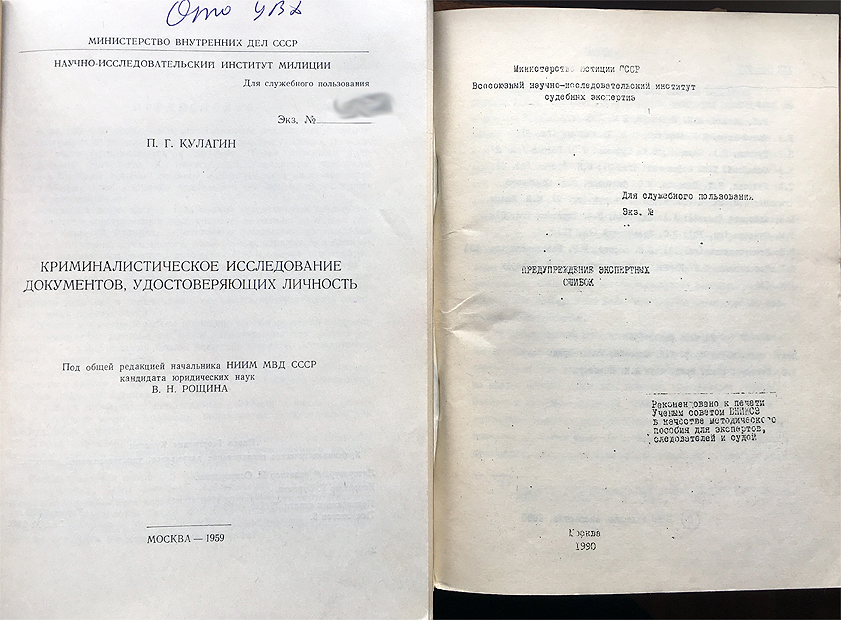 МИНИСТЕРСТВО ВНУТРЕННИХ ДЕЛ СССР
НАУЧНО-ИССЛЕДОВАТЕЛЬСКИЙ ИНСТИТУТ МИЛИЦИИ
Для служебного пользования
Экз. №
П. Г. КУЛАГИН
КРИМИНАЛИСТИЧЕСКОЕ ИССЛЕДОВАНИЕ
ДОКУМЕНТОВ, УДОСТОВЕРЯЮЩИХ ЛИЧНОСТЬ
Под общей редакцией начальника НИИМ МВД СССР
кандидата юридических наук
В. Н. РОЩИНА
МОСКВА — 1959
Министерство юстиции СССР
Всесоюзный научно-исследовательский институт
судебных экспертиз
Для служебного пользования
Экз. №
ПРЕДУПРЕЖДЕНИЕ ЭКСПЕРТНЫХ
ОШИБОК
Рекомендовано к печати
Ученым советом ВНИИСЭ
в качестве методического
пособия для экспертов,
следователей и судей
Москва
1990